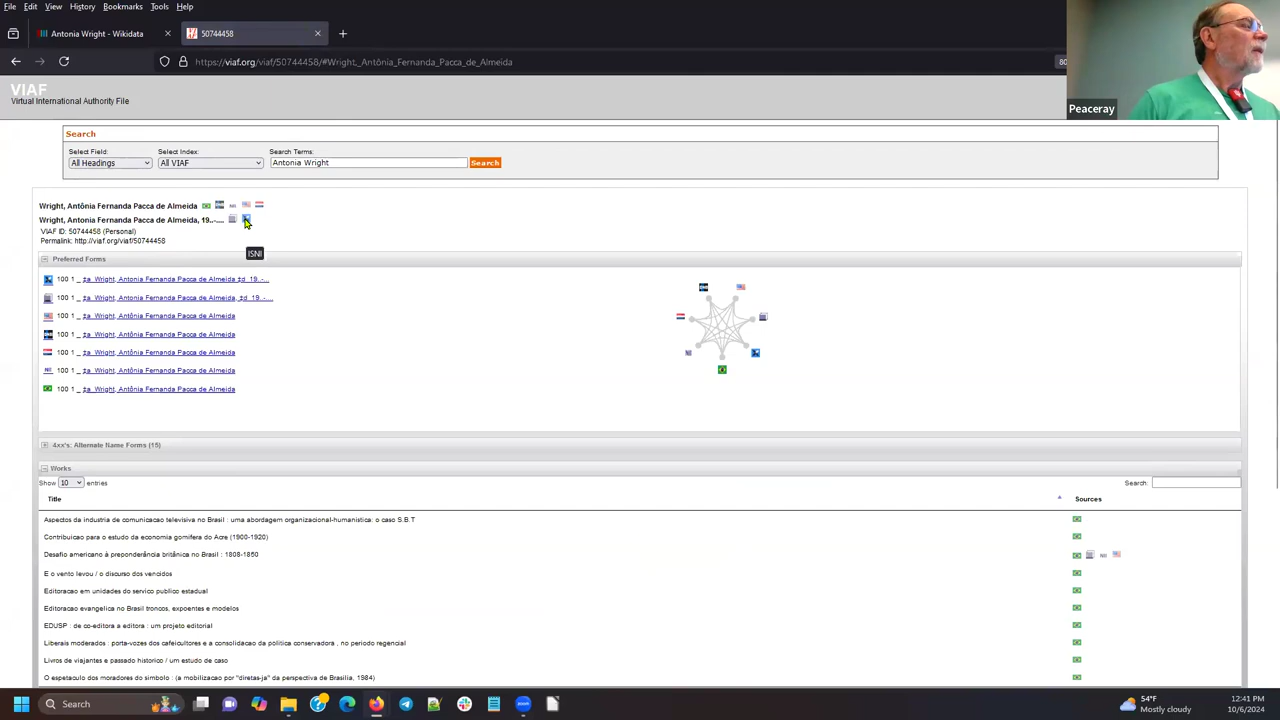 File Edit View History Bookmarks Tools Help
Antonia Wright - Wikidata
50744458
https://viaf.org/viaf/50744458/#Wright,_Antônia_Fernanda_Pacca_de_Almeida
80
Peaceray
VIAF
Virtual International Authority File
Search
Select Field: Select Index: Search Terms:
All Headings All VIAF Antonia Wright Search
Wright, Antônia Fernanda Pacca de Almeida
Wright, Antonia Fernanda Pacca de Almeida, 19..-....
VIAF ID: 50744458 (Personal)
Permalink: http://viaf.org/viaf/50744458
ISNI
Preferred Forms
100 1 _ ‡a Wright, Antonia Fernanda Pacca de Almeida ‡d 19..-...
100 1 _ ‡a Wright, Antonia Fernanda Pacca de Almeida, ‡d 19..-....
100 1 _ ‡a Wright, Antônia Fernanda Pacca de Almeida
100 1 _ ‡a Wright, Antônia Fernanda Pacca de Almeida
100 1 _ ‡a Wright, Antônia Fernanda Pacca de Almeida
100 1 _ ‡a Wright, Antônia Fernanda Pacca de Almeida
100 1 _ ‡a Wright, Antônia Fernanda Pacca de Almeida
4xx's: Alternate Name Forms (15)
Works
Show 10 entries Search:
Title Sources
Aspectos da industria de comunicacao televisiva no Brasil : uma abordagem organizacional-humanistica: o caso S.B.T
Contribuicao para o estudo da economia gomifera do Acre (1900-1920)
Desafio americano à preponderância britânica no Brasil : 1808-1850
E o vento levou / o discurso dos vencidos
Editoracao em unidades do servico publico estadual
Editoracao evangelica no Brasil troncos, expoentes e modelos
EDUSP : de co-editora a editora : um projeto editorial
Liberais moderados : porta-vozes dos cafeicultores e a consolidacao da politica conservadora , no periodo regencial
Livros de viajantes e passado historico / um estudo de caso
O espetaculo dos moradores do simbolo : (a mobilizacao por "diretas-ja" da perspectiva de Brasilia, 1984)
Search
54°F
Mostly cloudy
12:41 PM
10/6/2024